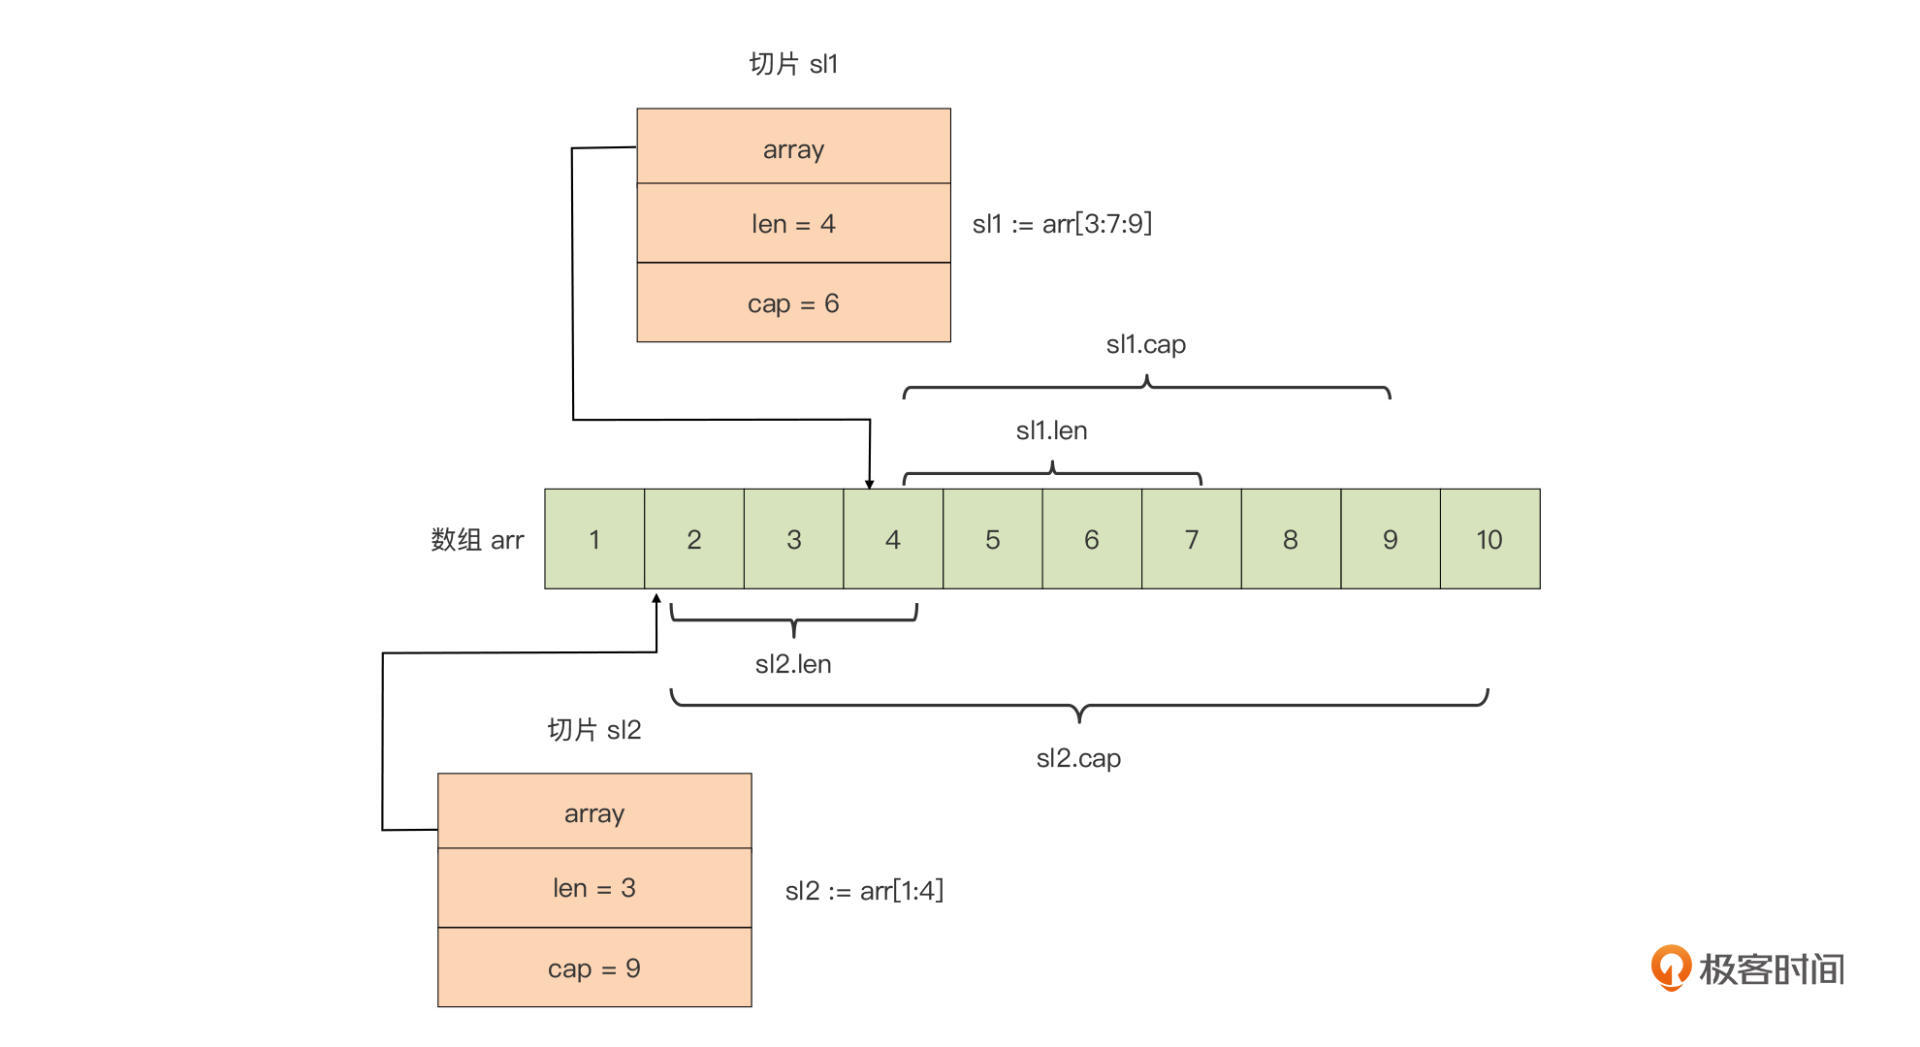 切片 sl1
array
len = 4
sl1 := arr[3:7:9]
cap = 6
sl1.cap
sl1.len
数组 arr
1
2
3
4
5
6
7
8
9
10
sl2.len
切片 sl2
sl2.cap
array
len = 3
sl2 := arr[1:4]
cap = 9
极客时间